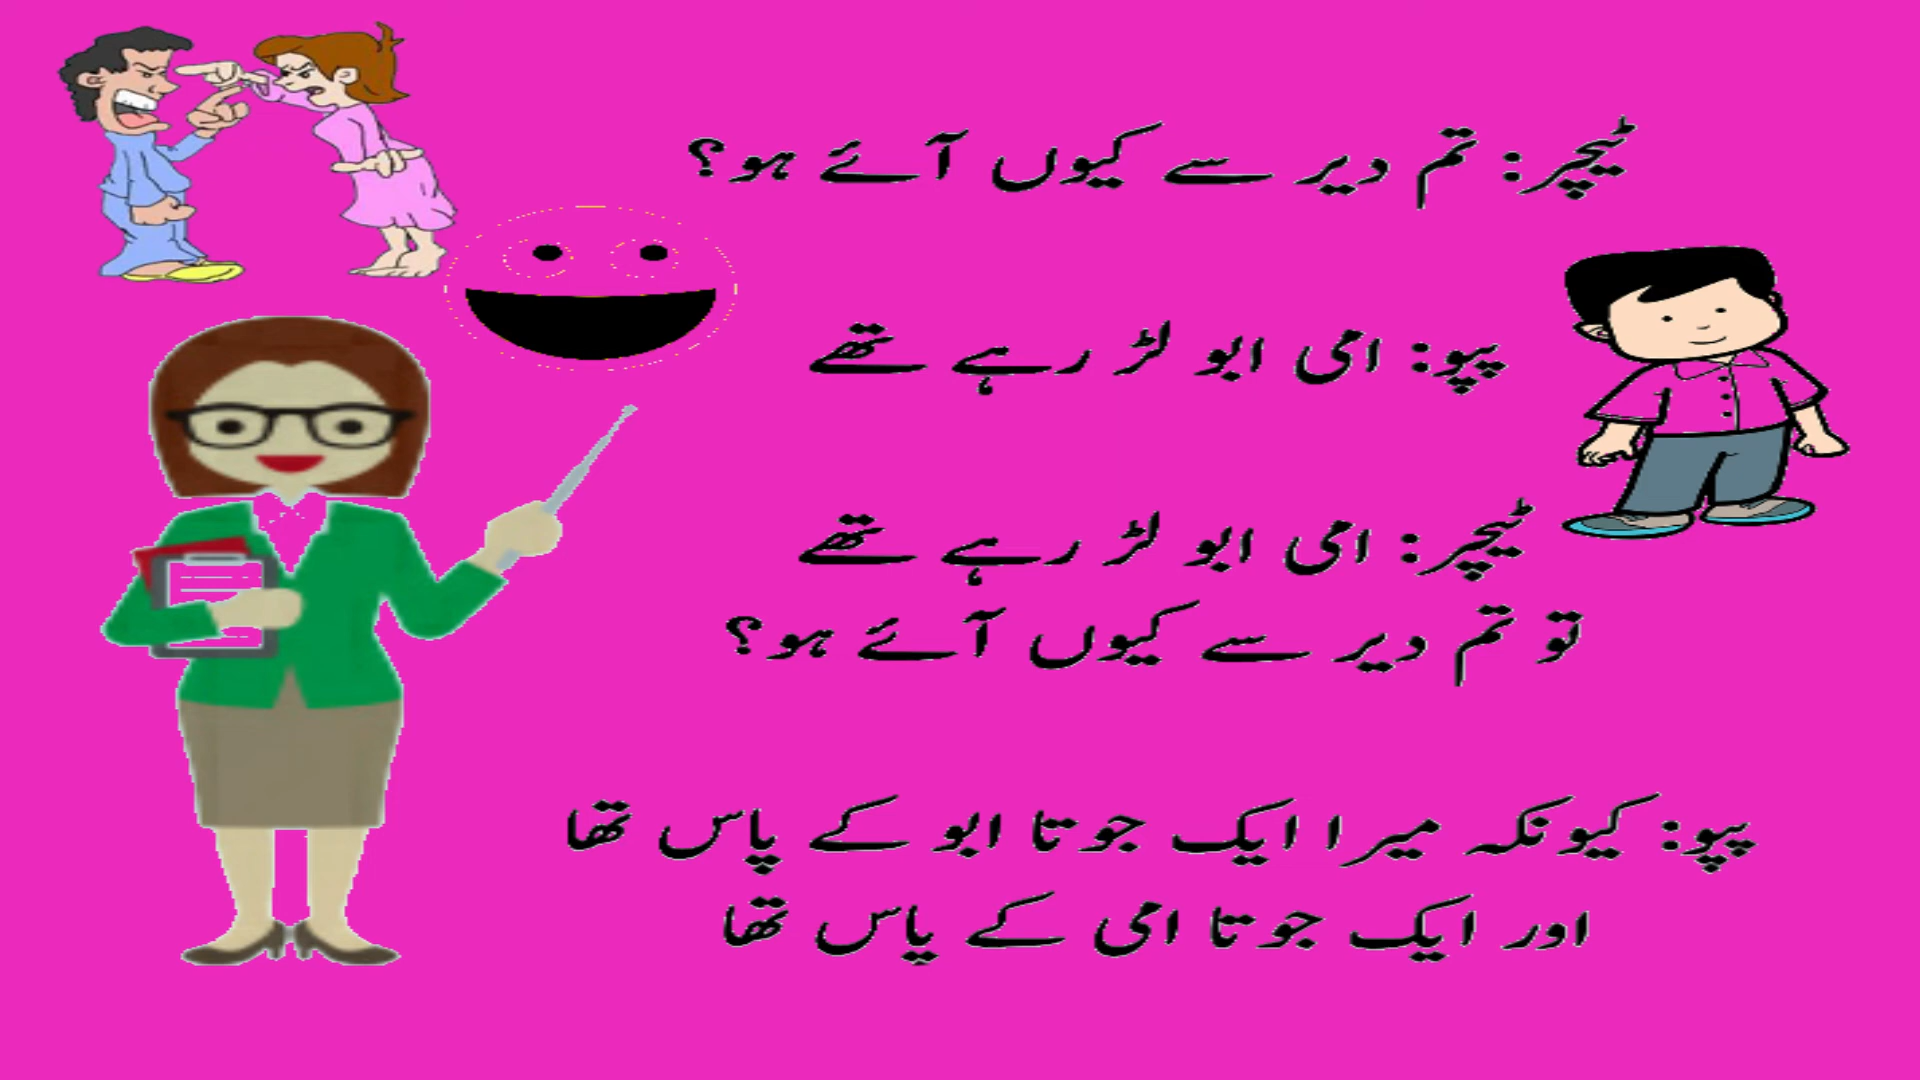 ٹیچر: تم دیر سے کیوں آئے ہو؟
پپو: امی ابو لڑ رہے تھے
ٹیچر: امی ابو لڑ رہے تھے
تو تم دیر سے کیوں آئے ہو؟
پپو: کیونکہ میرا ایک جوتا ابو کے پاس تھا
اور ایک جوتا امی کے پاس تھا